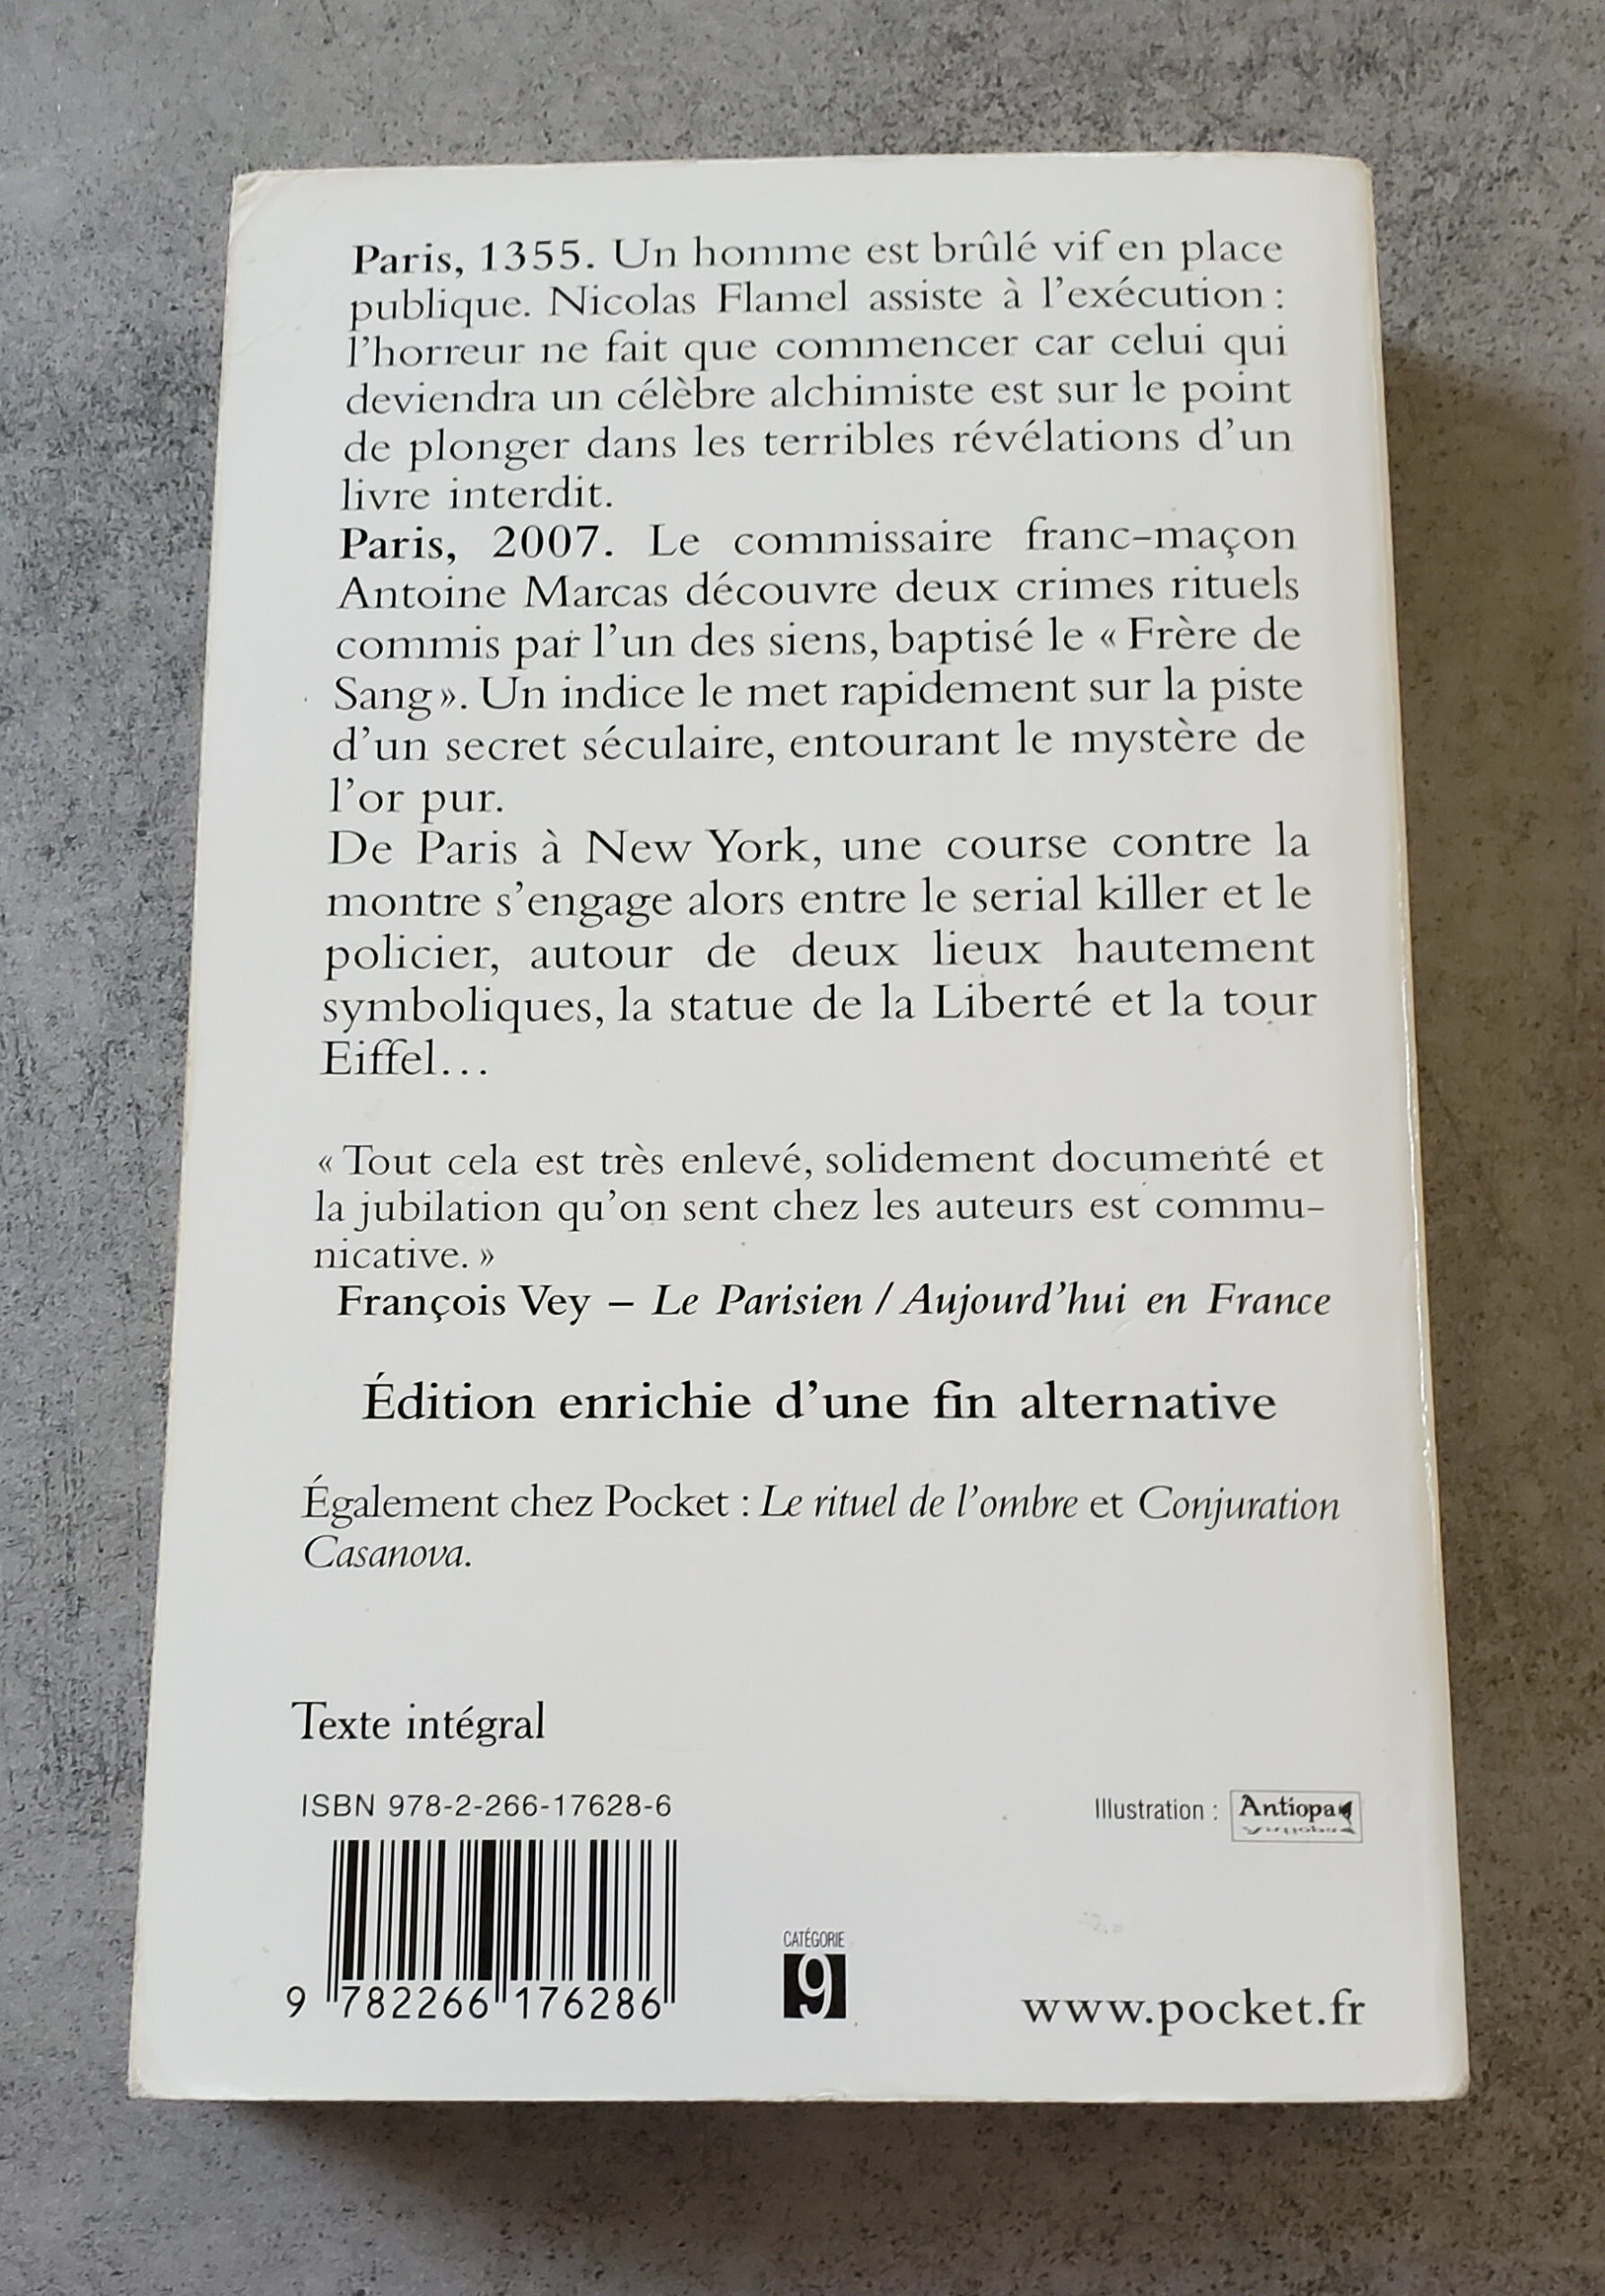 Paris, 1355. Un homme est brûlé vif en place
publique. Nicolas Flamel assiste à l'exécution :
l'horreur ne fait que commencer car celui qui
deviendra un célèbre alchimiste est sur le point
de plonger dans les terribles révélations d'un
livre interdit.
Paris, 2007. Le commissaire franc-maçon
Antoine Marcas découvre deux crimes rituels
commis par l'un des siens, baptisé le « Frère de
Sang ». Un indice le met rapidement sur la piste
d'un secret séculaire, entourant le mystère de
l'or pur.
De Paris à New York, une course contre la
montre s'engage alors entre le serial killer et le
policier, autour de deux lieux hautement
symboliques, la statue de la Liberté et la tour
Eiffel...
« Tout cela est très enlevé, solidement documenté et
la jubilation qu'on sent chez les auteurs est commu-
nicative. »
François Vey – Le Parisien / Aujourd'hui en France
Édition enrichie d'une fin alternative
Également chez Pocket : Le rituel de l'ombre et Conjuration
Casanova.
Texte intégral
ISBN 978-2-266-17628-6
Illustration : Antiopa
9 782266 176286
CATÉGORIE
9
www.pocket.fr